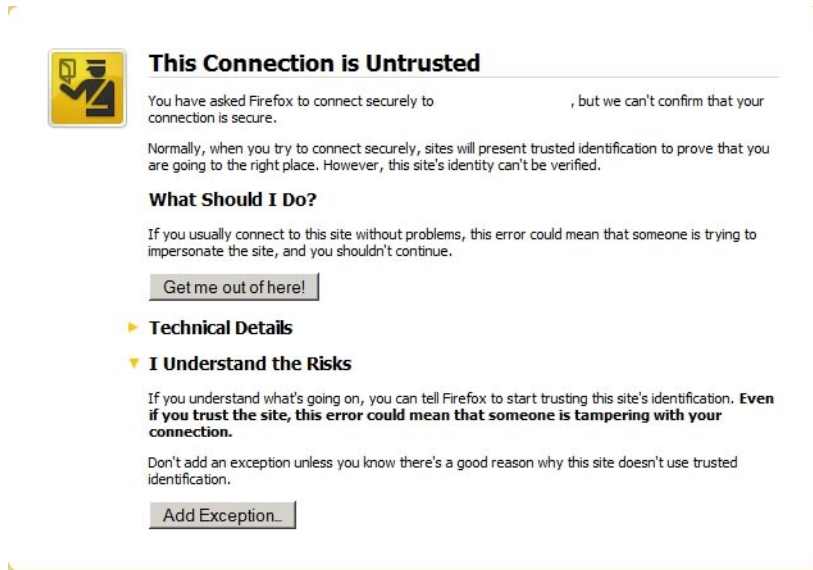 This Connection is Untrusted
You have asked Firefox to connect securely to , but we can't confirm that your
connection is secure.
Normally, when you try to connect securely, sites will present trusted identification to prove that you
are going to the right place. However, this site's identity can't be verified.
What Should I Do?
If you usually connect to this site without problems, this error could mean that someone is trying to
impersonate the site, and you shouldn't continue.
Get me out of here!
Technical Details
I Understand the Risks
If you understand what's going on, you can tell Firefox to start trusting this site's identification. Even
if you trust the site, this error could mean that someone is tampering with your
connection.
Don't add an exception unless you know there's a good reason why this site doesn't use trusted
identification.
Add Exception...